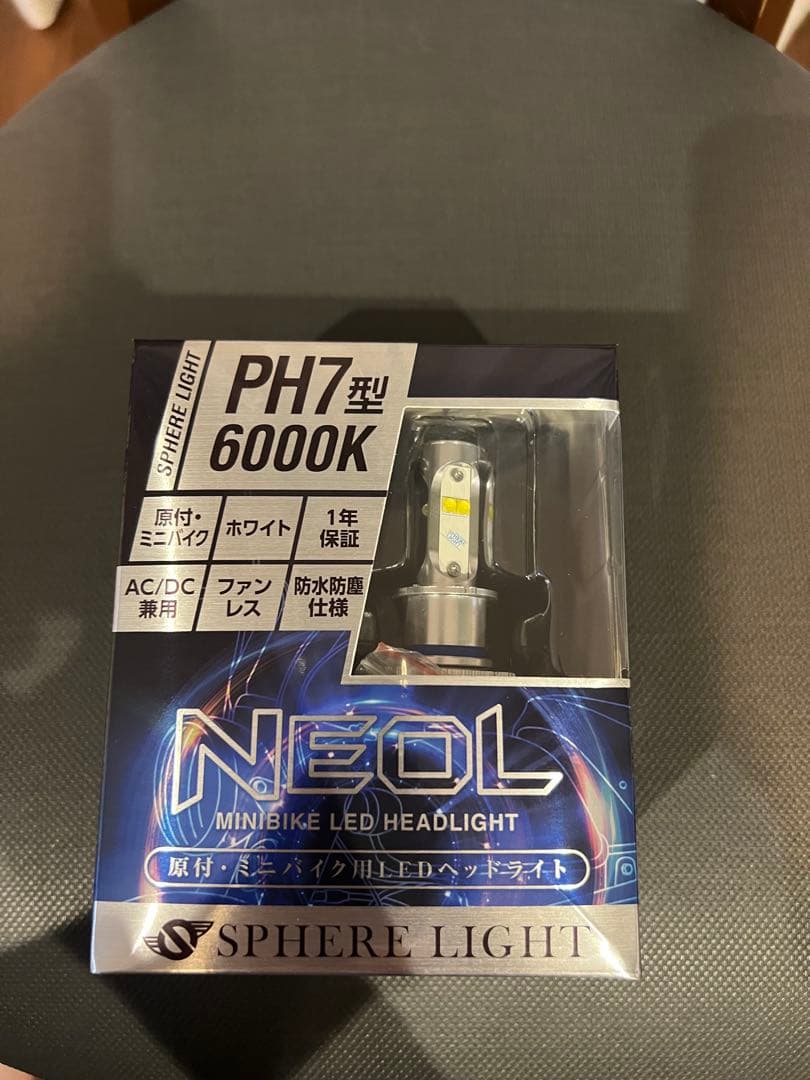 SPHERE LIGHT
PH7型
6000K
原付・
ミニバイク
ホワイト
1年
保証
AC/DC
兼用
ファン
レス
防水防塵
仕様
NEOL
MINIBIKE LED HEADLIGHT
原付・ミニバイク用LEDヘッドライト
SPHERE LIGHT